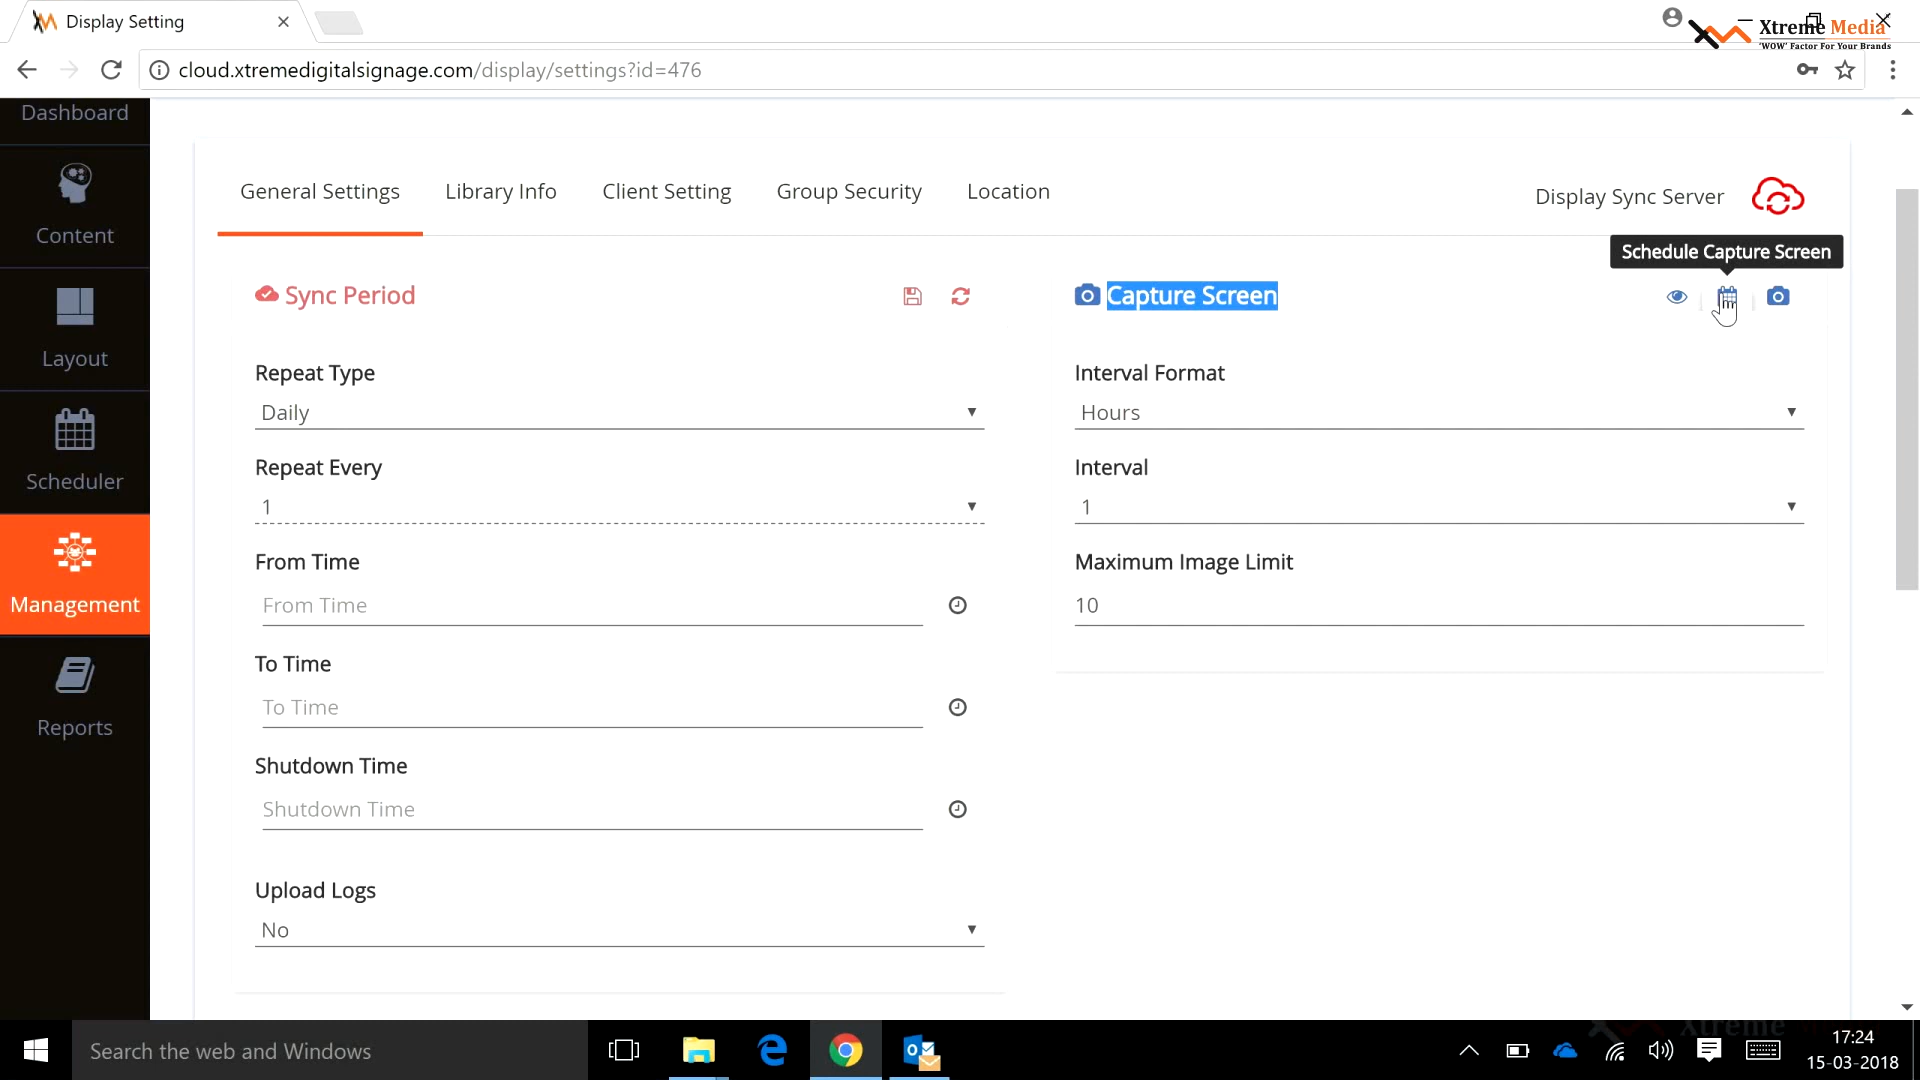 Display Setting
Xtreme Media
'WOW' Factor For Your Brands
cloud.xtremedigitalsignage.com/display/settings?id=476
Dashboard
Content
Layout
Scheduler
Management
Reports
General Settings
Library Info
Client Setting
Group Security
Location
Display Sync Server
Schedule Capture Screen
Sync Period
Repeat Type
Daily
Repeat Every
1
From Time
From Time
To Time
To Time
Shutdown Time
Shutdown Time
Upload Logs
No
Capture Screen
Interval Format
Hours
Interval
1
Maximum Image Limit
10
Xtreme
Search the web and Windows
17:24
15-03-2018